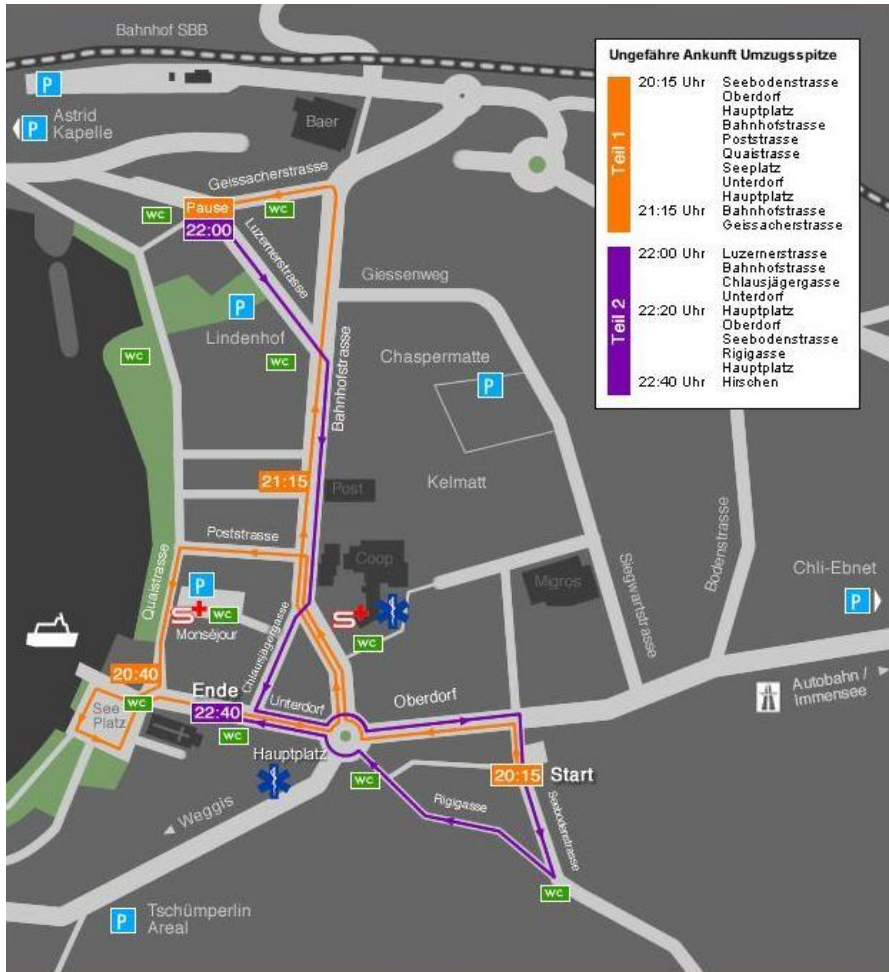 Bahnhof SBB
P
P
Astrid
Kapelle
Baer
Geissacherstrasse
WC
WC
Pause
22:00
Luzernerstrasse
P
Lindenhof
WC
WC
Giessenweg
Chaspermatte
P
Bahnhofstrasse
21:15
Post
Kelmatt
Poststrasse
Coop
Migros
Siegwartstrasse
Bodenstrasse
Chli-Ebnet
P
Quaistrasse
P
S
WC
Monséjour
S
WC
Chlausjägergasse
20:40
Ende
22:40
Unterdorf
Oberdorf
Autobahn /
Immensee
See
Platz
WC
WC
Hauptplatz
WC
20:15
Start
Weggis
Rigigasse
Seebodenstrasse
WC
P
Tschümperlin
Areal
Ungefähre Ankunft Umzugsspitze
Teil 1
20:15 Uhr Seebodenstrasse
Oberdorf
Hauptplatz
Bahnhofstrasse
Poststrasse
Quaistrasse
Seeplatz
Unterdorf
Hauptplatz
21:15 Uhr Bahnhofstrasse
Geissacherstrasse
Teil 2
22:00 Uhr Luzernerstrasse
Bahnhofstrasse
Chlausjägergasse
Unterdorf
22:20 Uhr Hauptplatz
Oberdorf
Seebodenstrasse
Rigigasse
Hauptplatz
22:40 Uhr Hirschen